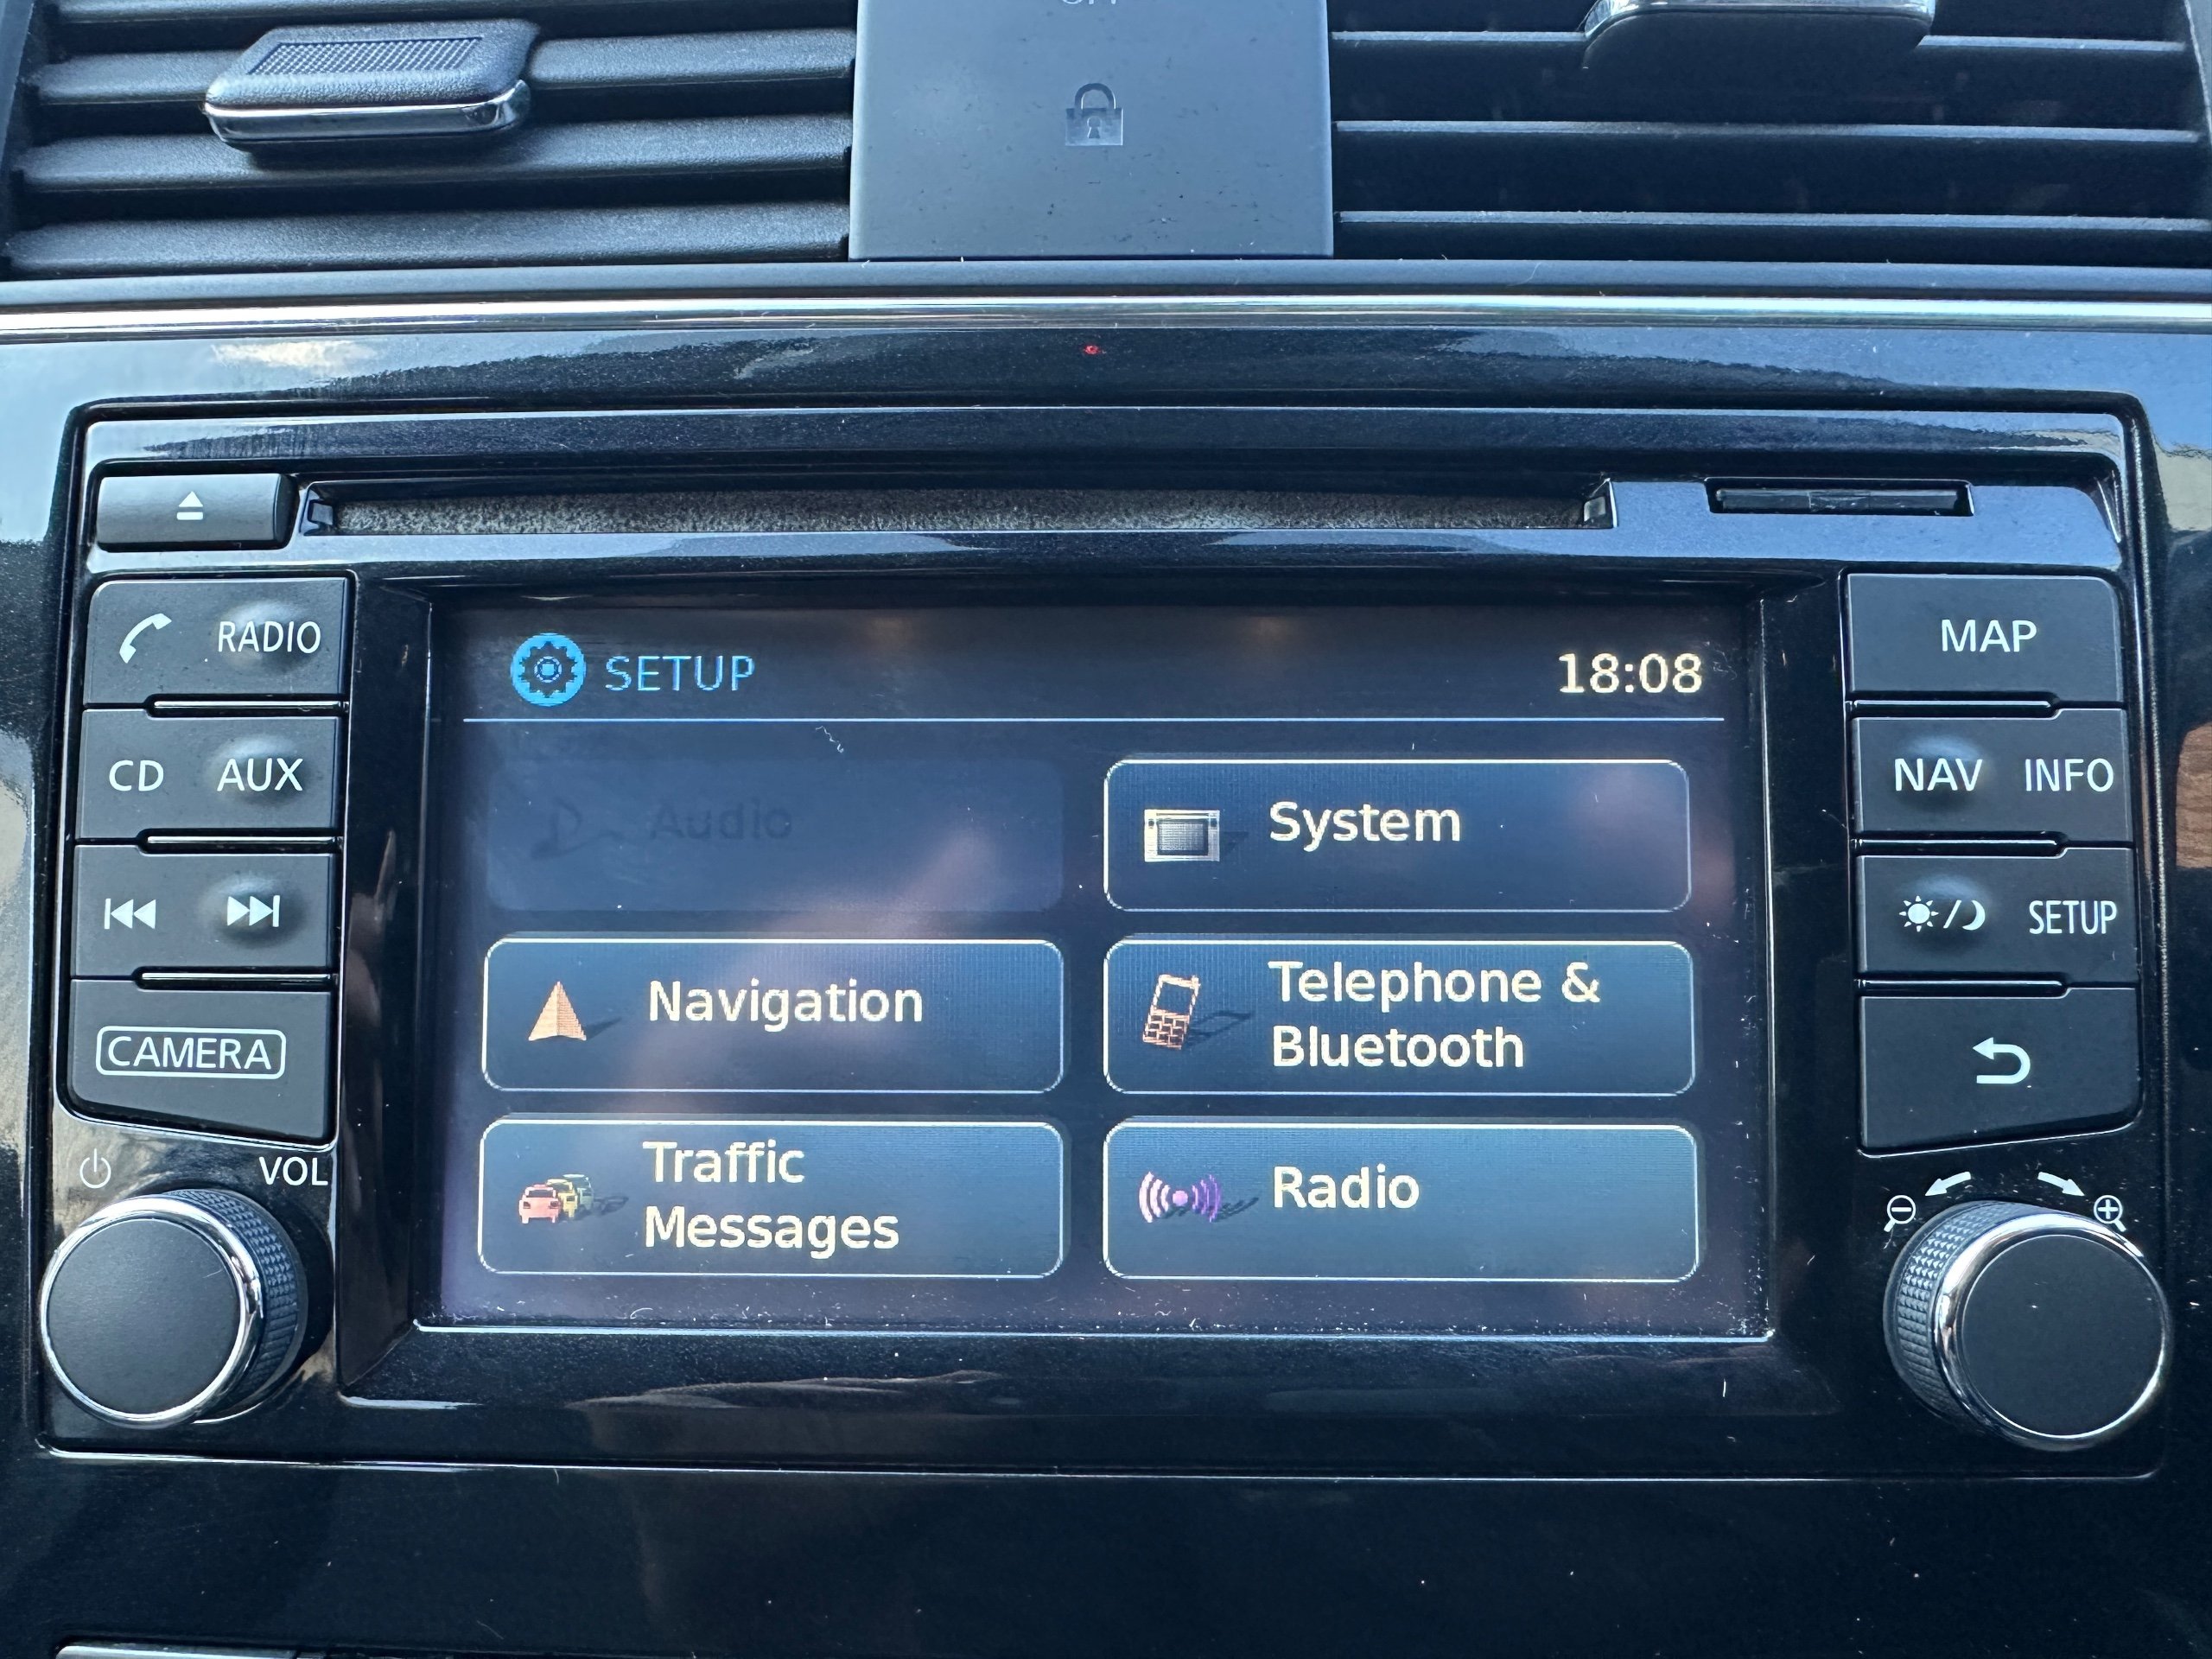 RADIO
MAP
SETUP
18:08
CD AUX
NAV INFO
Audio
System
SETUP
Navigation
Telephone &
Bluetooth
CAMERA
VOL
Traffic
Messages
Radio